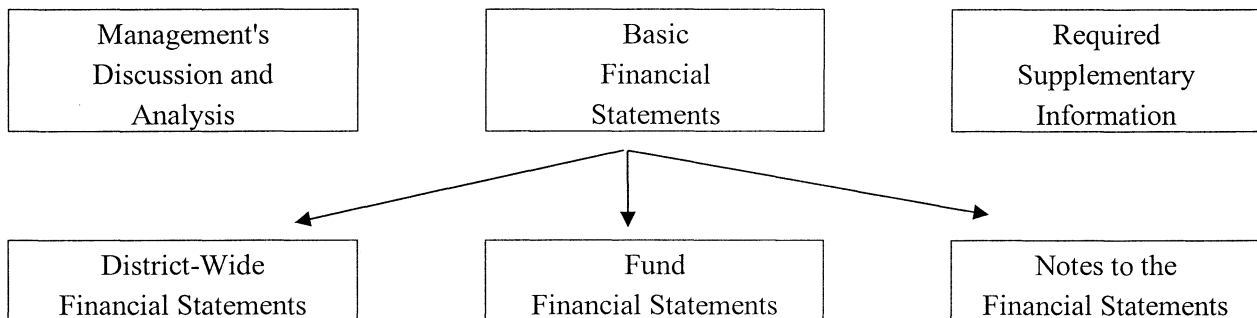 Management's
Discussion and
Analysis
Basic
Financial
Statements
Required
Supplementary
Information
District-Wide
Financial Statements
Fund
Financial Statements
Notes to the
Financial Statements